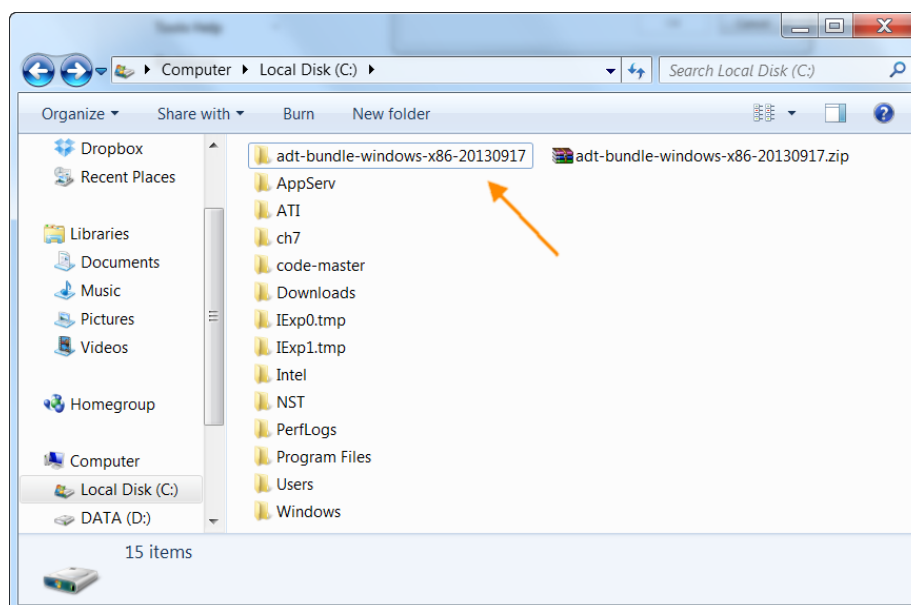 Tools Help
Computer Local Disk (C:)
Search Local Disk (C:)
Organize Share with Burn New folder
Dropbox
Recent Places
Libraries
Documents
Music
Pictures
Videos
Homegroup
Computer
Local Disk (C:)
DATA (D:)
adt-bundle-windows-x86-20130917
AppServ
ATI
ch7
code-master
Downloads
IExp0.tmp
IExp1.tmp
Intel
NST
PerfLogs
Program Files
Users
Windows
adt-bundle-windows-x86-20130917.zip
15 items